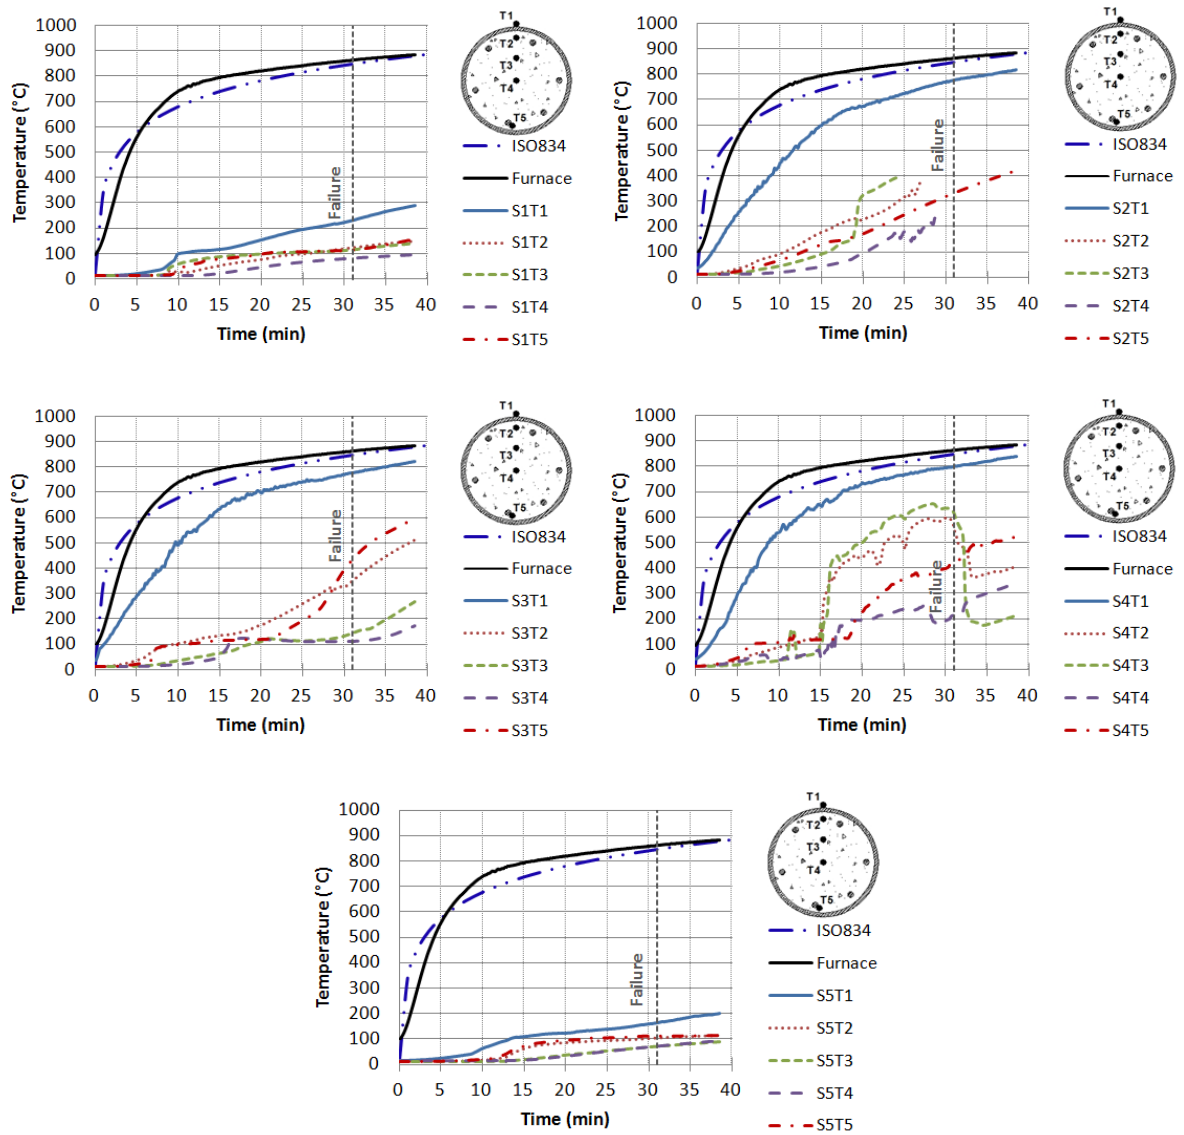 1000
900
800
700
600
500
400
300
200
100
0
Temperature (°C)
0 5 10 15 20 25 30 35 40
Time (min)
Failure
T1
T2
T3
T4
T5
ISO834
Furnace
S1T1
S1T2
S1T3
S1T4
S1T5
1000
900
800
700
600
500
400
300
200
100
0
Temperature (°C)
0 5 10 15 20 25 30 35 40
Time (min)
Failure
T1
T2
T3
T4
T5
ISO834
Furnace
S2T1
S2T2
S2T3
S2T4
S2T5
1000
900
800
700
600
500
400
300
200
100
0
Temperature (°C)
0 5 10 15 20 25 30 35 40
Time (min)
Failure
T1
T2
T3
T4
T5
ISO834
Furnace
S3T1
S3T2
S3T3
S3T4
S3T5
1000
900
800
700
600
500
400
300
200
100
0
Temperature (°C)
0 5 10 15 20 25 30 35 40
Time (min)
Failure
T1
T2
T3
T4
T5
ISO834
Furnace
S4T1
S4T2
S4T3
S4T4
S4T5
1000
900
800
700
600
500
400
300
200
100
0
Temperature (°C)
0 5 10 15 20 25 30 35 40
Time (min)
Failure
T1
T2
T3
T4
T5
ISO834
Furnace
S5T1
S5T2
S5T3
S5T4
S5T5